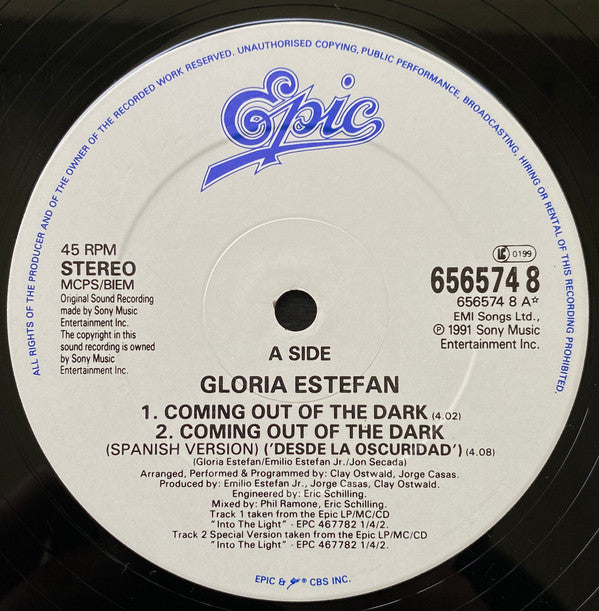 ALL RIGHTS OF THE PRODUCER AND OF THE OWNER OF THE RECORDED WORK RESERVED. UNAUTHORISED COPYING, PUBLIC PERFORMANCE, BROADCASTING, HIRING OR RENTAL OF THIS RECORDING PROHIBITED.
Epic
45 RPM
STEREO
MCPS/BIEM
Original Sound Recording
made by Sony Music
Entertainment Inc.
The copyright in this
sound recording is owned
by Sony Music
Entertainment Inc.
LC 0199
656574 8
656574 8 A☆
EMI Songs Ltd.,
℗ 1991 Sony Music
Entertainment Inc.
A SIDE
GLORIA ESTEFAN
1. COMING OUT OF THE DARK (4.02)
2. COMING OUT OF THE DARK
(SPANISH VERSION) ('DESDE LA OSCURIDAD') (4.08)
(Gloria Estefan/Emilio Estefan Jr./Jon Secada)
Arranged, Performed & Programmed by: Clay Ostwald, Jorge Casas.
Produced by: Emilio Estefan Jr., Jorge Casas, Clay Ostwald.
Engineered by: Eric Schilling.
Mixed by: Phil Ramone, Eric Schilling.
Track 1 taken from the Epic LP/MC/CD
"Into The Light" - EPC 467782 1/4/2.
Track 2 Special Version taken from the Epic LP/MC/CD
"Into The Light" - EPC 467782 1/4/2.
EPIC & ® CBS INC.